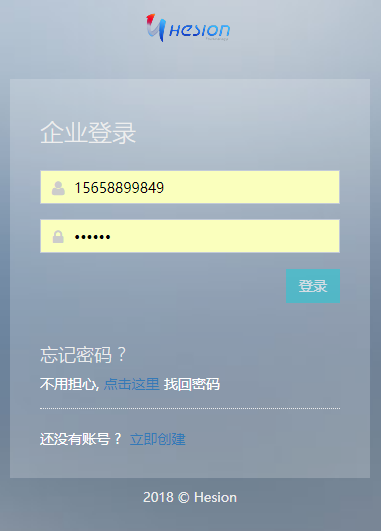 HESION
企业登录
15658899849
••••••
登录
忘记密码？
不用担心, 点击这里 找回密码
还没有账号？ 立即创建
2018 © Hesion